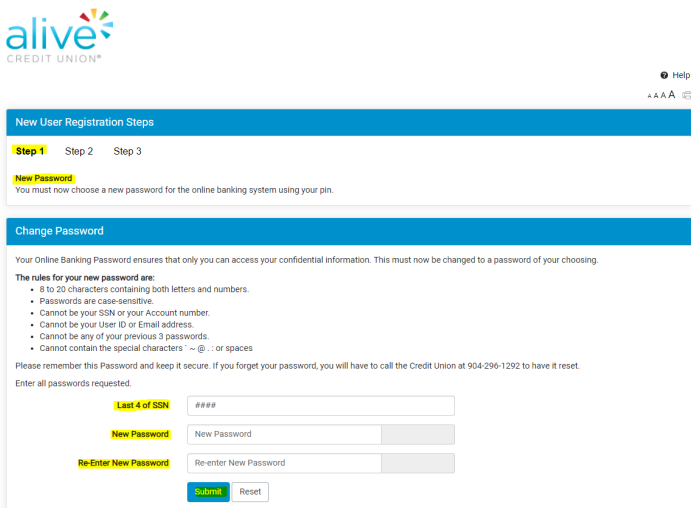 alive
CREDIT UNION®
Help
A A A A
New User Registration Steps
Step 1 Step 2 Step 3
New Password
You must now choose a new password for the online banking system using your pin.
Change Password
Your Online Banking Password ensures that only you can access your confidential information. This must now be changed to a password of your choosing.
The rules for your new password are:
• 8 to 20 characters containing both letters and numbers.
• Passwords are case-sensitive.
• Cannot be your SSN or your Account number.
• Cannot be your User ID or Email address.
• Cannot be any of your previous 3 passwords.
• Cannot contain the special characters ` ~ @ . : or spaces
Please remember this Password and keep it secure. If you forget your password, you will have to call the Credit Union at 904-296-1292 to have it reset.
Enter all passwords requested.
Last 4 of SSN ####
New Password New Password
Re-Enter New Password Re-enter New Password
Submit Reset